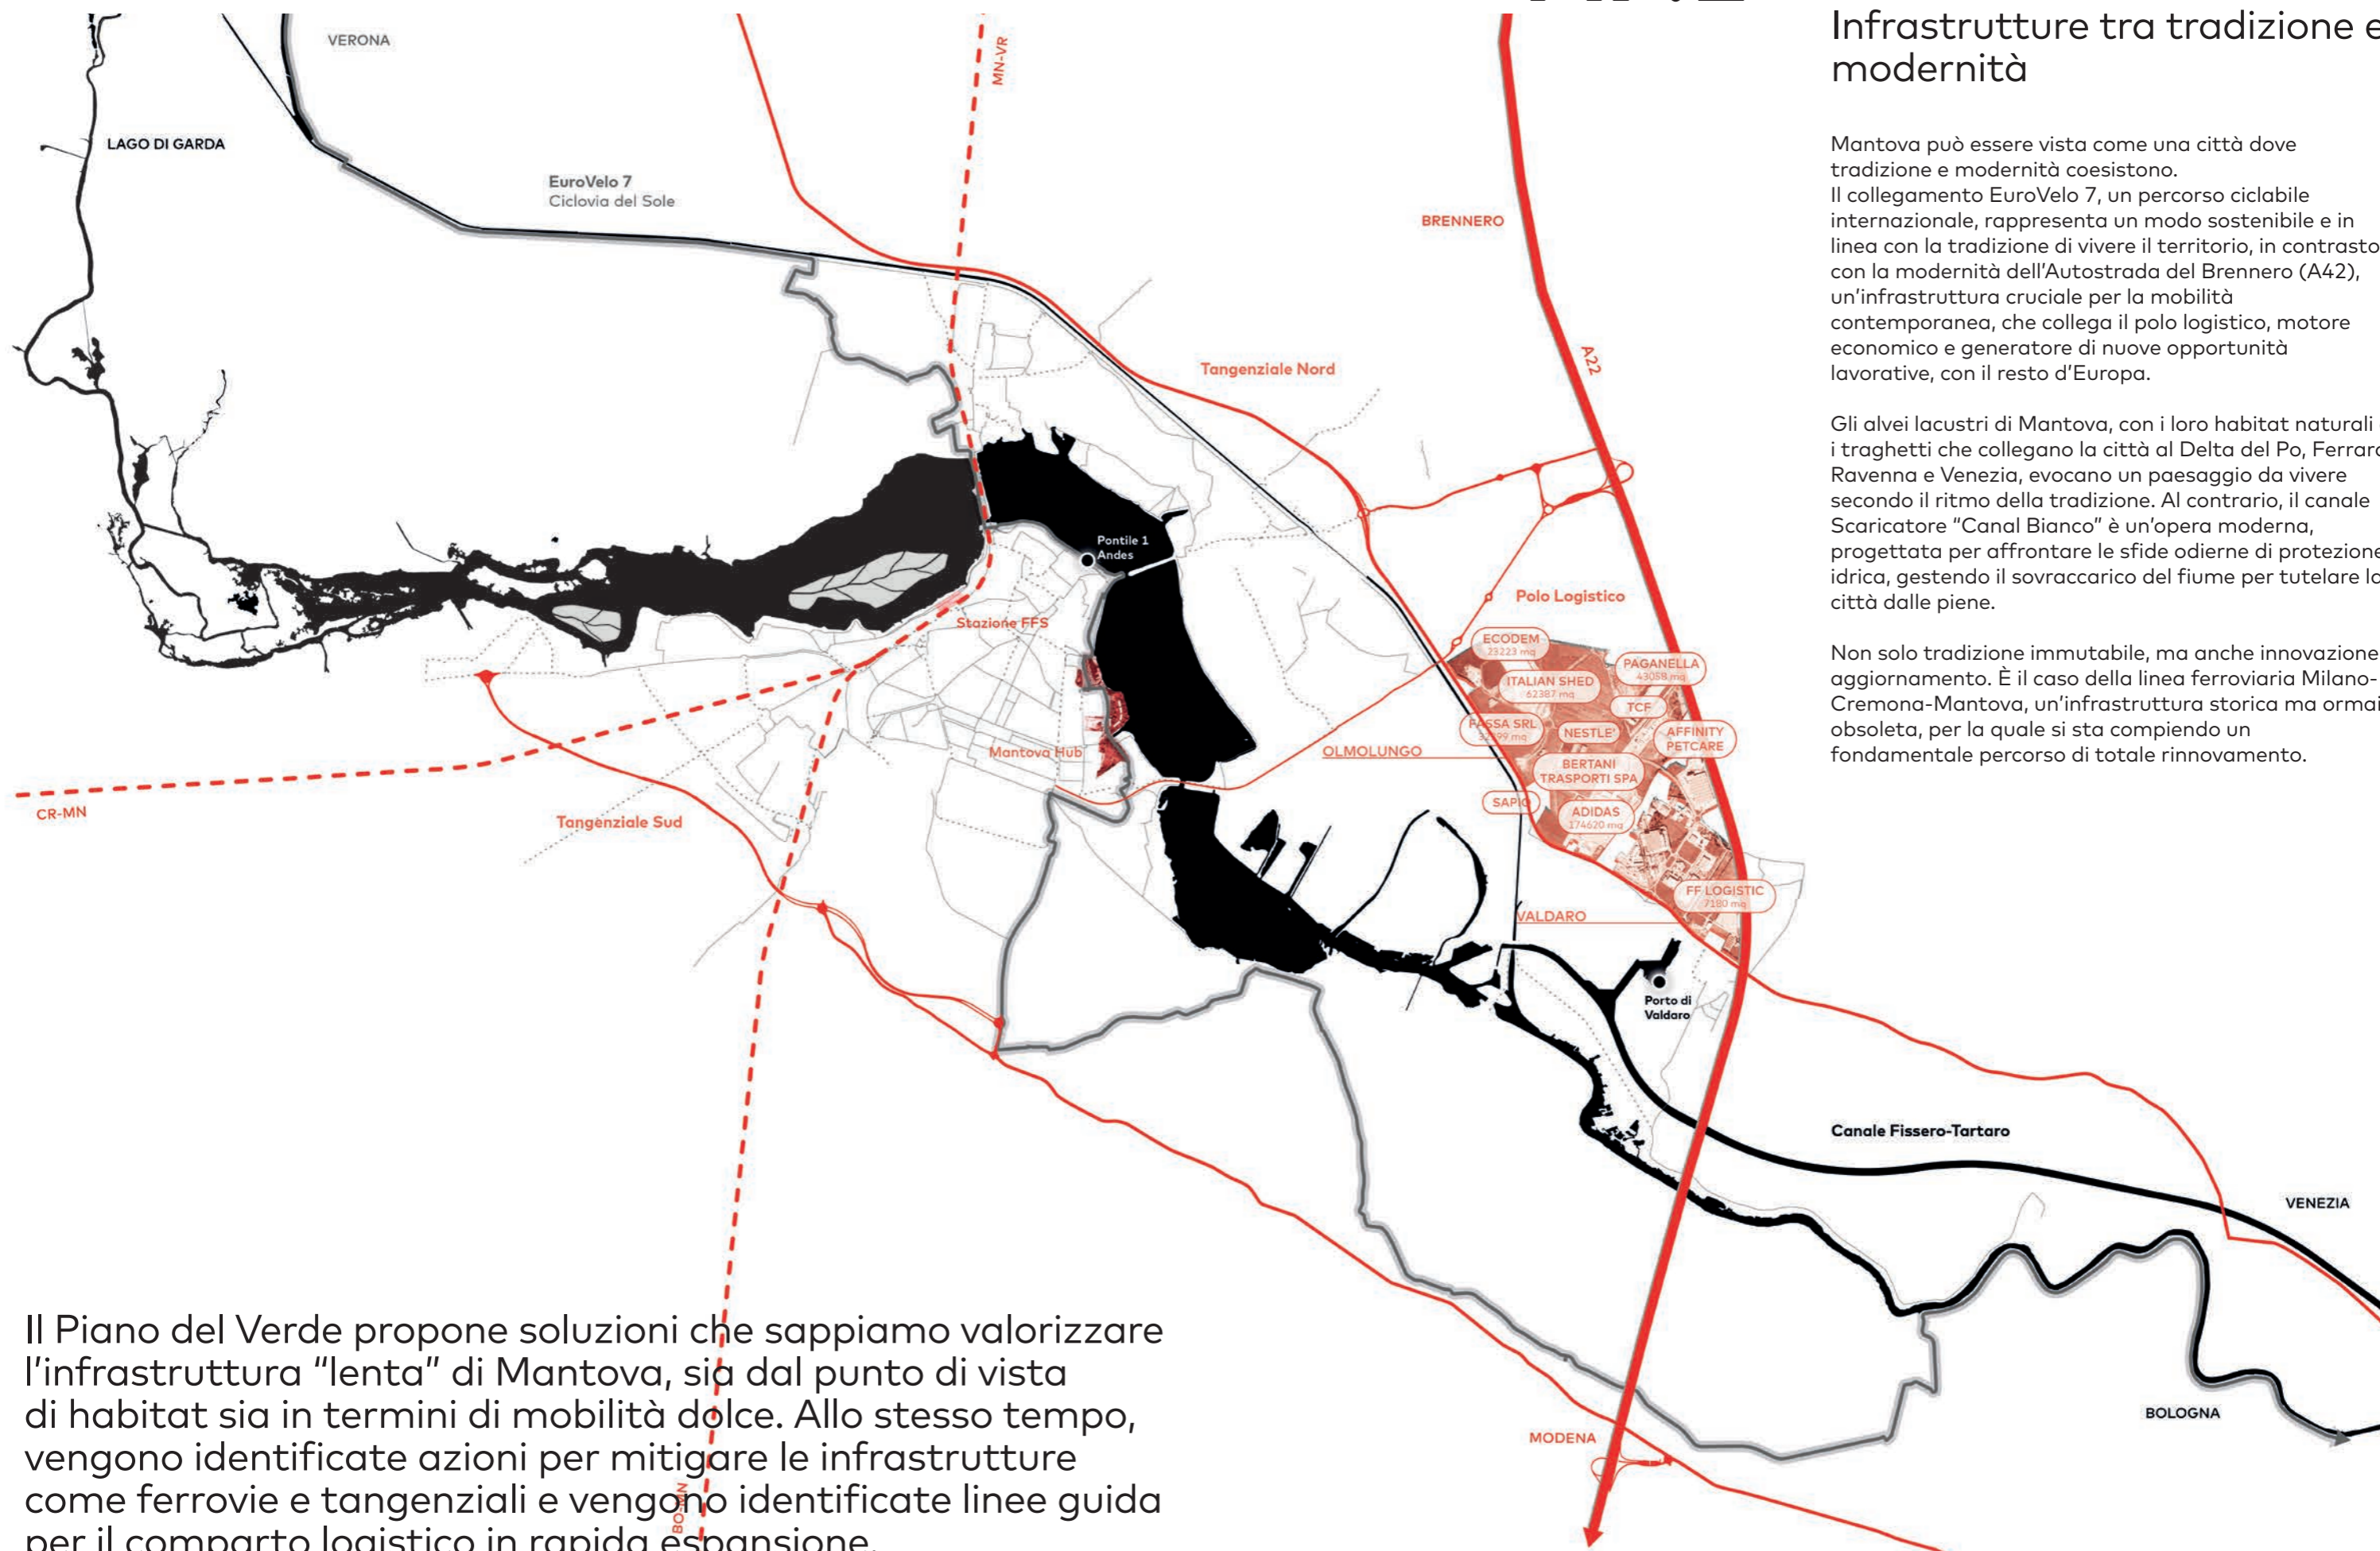 VERONA
MN-VR
LAGO DI GARDA
EuroVelo 7
Ciclovia del Sole
BRENNERO
A22
Tangenziale Nord
Pontile 1
Andes
Stazione FFS
Polo Logistico
ECODEM
23223 mq
PAGANELLA
43058 mq
ITALIAN SHED
62387 mq
TCF
FASSA SRL
NESTLE'
AFFINITY
PETCARE
Mantova Hub
OLMOLUNGO
BERTANI
TRASPORTI SPA
SAPIO
ADIDAS
174620 mq
CR-MN
Tangenziale Sud
FF LOGISTIC
7180 mq
VALDARO
Porto di
Valdaro
Canale Fissero-Tartaro
VENEZIA
BOLOGNA
MODENA
BO-MN
Infrastrutture tra tradizione e
modernità
Mantova può essere vista come una città dove
tradizione e modernità coesistono.
Il collegamento EuroVelo 7, un percorso ciclabile
internazionale, rappresenta un modo sostenibile e in
linea con la tradizione di vivere il territorio, in contrasto
con la modernità dell'Autostrada del Brennero (A42),
un'infrastruttura cruciale per la mobilità
contemporanea, che collega il polo logistico, motore
economico e generatore di nuove opportunità
lavorative, con il resto d'Europa.
Gli alvei lacustri di Mantova, con i loro habitat naturali
i traghetti che collegano la città al Delta del Po, Ferrara
Ravenna e Venezia, evocano un paesaggio da vivere
secondo il ritmo della tradizione. Al contrario, il canale
Scaricatore “Canal Bianco” è un'opera moderna,
progettata per affrontare le sfide odierne di protezione
idrica, gestendo il sovraccarico del fiume per tutelare la
città dalle piene.
Non solo tradizione immutabile, ma anche innovazione
aggiornamento. È il caso della linea ferroviaria Milano-
Cremona-Mantova, un'infrastruttura storica ma ormai
obsoleta, per la quale si sta compiendo un
fondamentale percorso di totale rinnovamento.
Il Piano del Verde propone soluzioni che sappiamo valorizzare
l'infrastruttura “lenta” di Mantova, sia dal punto di vista
di habitat sia in termini di mobilità dolce. Allo stesso tempo,
vengono identificate azioni per mitigare le infrastrutture
come ferrovie e tangenziali e vengono identificate linee guida
per il comparto logistico in rapida espansione.